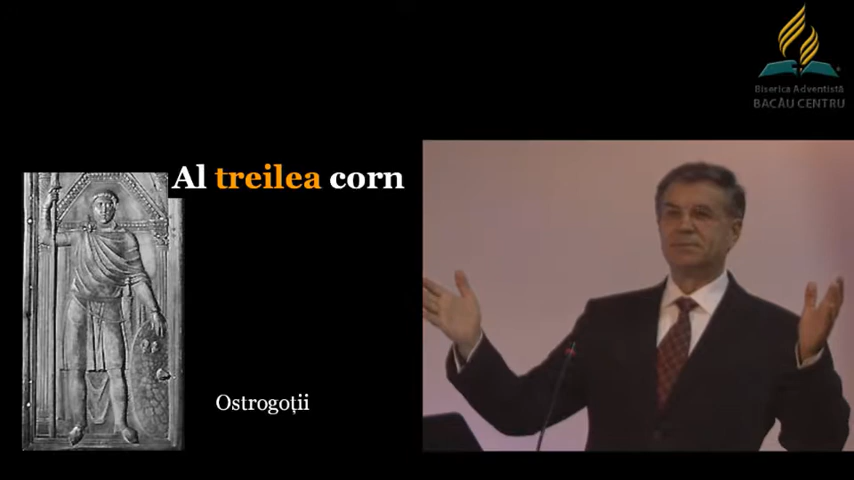 Biserica Adventistă
BACĂU CENTRU
Al treilea corn
Ostrogoții